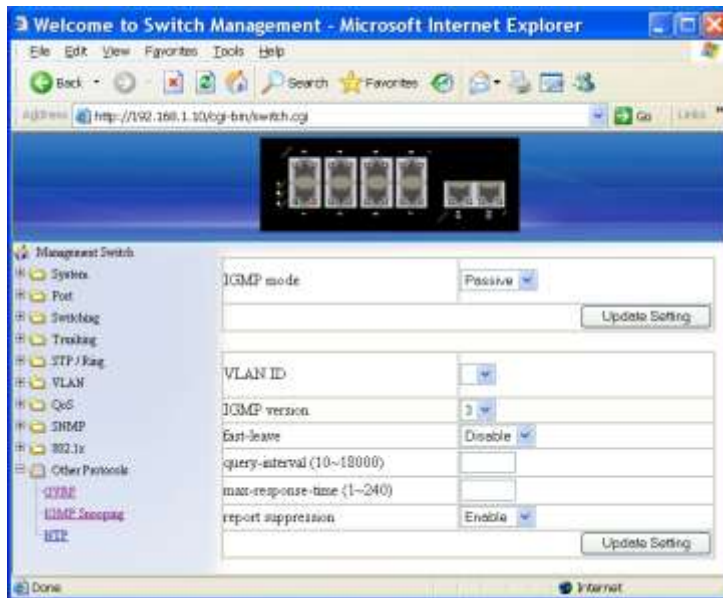 Welcome to Switch Management - Microsoft Internet Explorer
File Edit View Favorites Tools Help
Back Search Favorites
Address http://192.168.1.10/cgi-bin/switch.cgi Go Links
Management Switch
System
Port
Switching
Trunking
STP / Ring
VLAN
QoS
SNMP
802.1x
Other Protocols
GVRP
IGMP Snooping
NTP
IGMP mode Passive
Update Setting
VLAN ID
IGMP version 3
fast-leave Disable
query-interval (10~18000)
max-response-time (1~240)
report suppression Enable
Update Setting
Done Internet